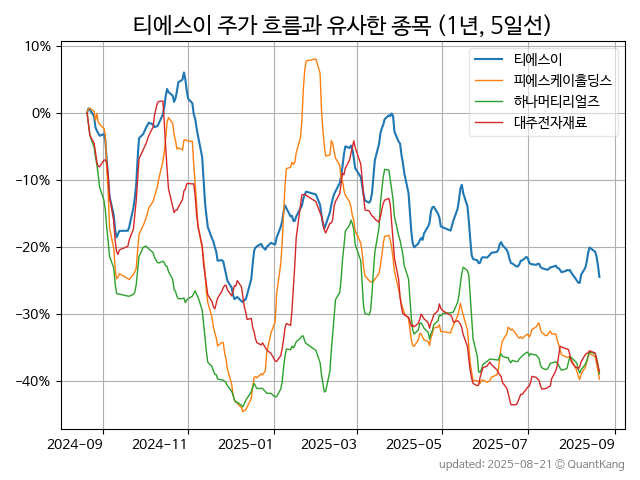 티에스이 주가 흐름과 유사한 종목 (1년, 5일선)
티에스이
피에스케이홀딩스
하나머티리얼즈
대주전자재료
10%
0%
−10%
−20%
−30%
−40%
2024-09
2024-11
2025-01
2025-03
2025-05
2025-07
2025-09
updated: 2025-08-21 © QuantKang